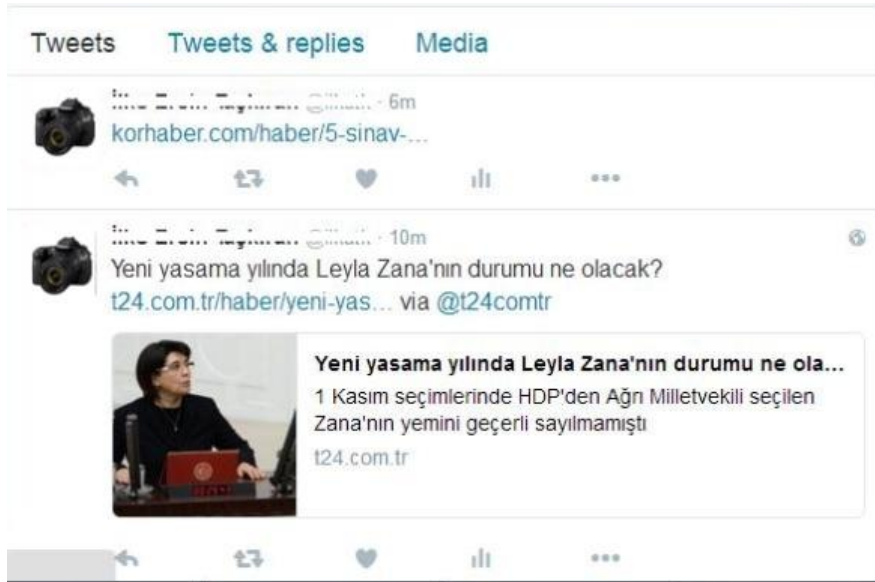 Tweets Tweets & replies Media
6m
korhaber.com/haber/5-sinav-...
10m
Yeni yasama yılında Leyla Zana'nın durumu ne olacak?
t24.com.tr/haber/yeni-yas... via @t24comtr
Yeni yasama yılında Leyla Zana'nın durumu ne ola...
1 Kasım seçimlerinde HDP'den Ağrı Milletvekili seçilen
Zana'nın yemini geçerli sayılmamıştı
t24.com.tr